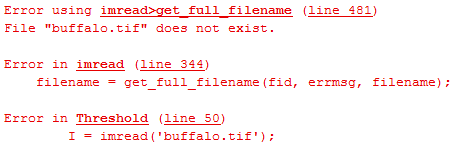 Error using imread>get_full_filename (line 481)
File "buffalo.tif" does not exist.
Error in imread (line 344)
filename = get_full_filename(fid, errmsg, filename);
Error in Threshold (line 50)
I = imread('buffalo.tif');